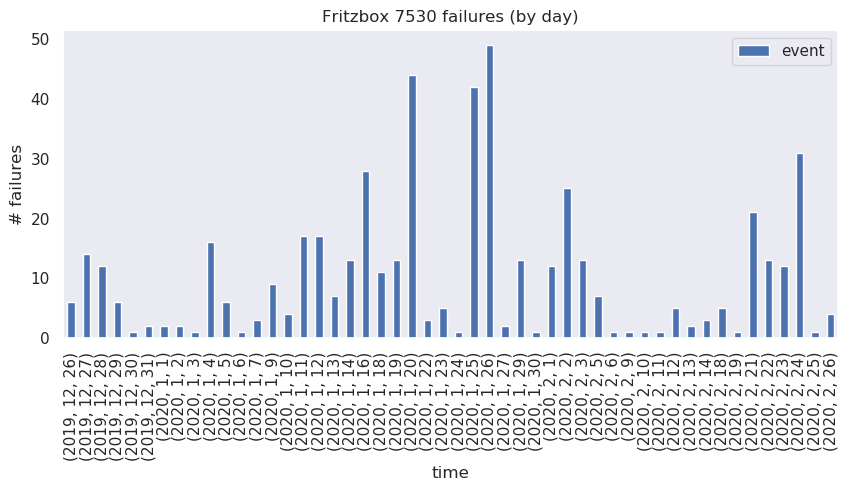 Fritzbox 7530 failures (by day)
event
# failures
50
40
30
20
10
0
(2019, 12, 26)
(2019, 12, 27)
(2019, 12, 28)
(2019, 12, 29)
(2019, 12, 30)
(2019, 12, 31)
(2020, 1, 1)
(2020, 1, 2)
(2020, 1, 3)
(2020, 1, 4)
(2020, 1, 5)
(2020, 1, 6)
(2020, 1, 7)
(2020, 1, 9)
(2020, 1, 10)
(2020, 1, 11)
(2020, 1, 12)
(2020, 1, 13)
(2020, 1, 14)
(2020, 1, 16)
(2020, 1, 18)
(2020, 1, 19)
(2020, 1, 20)
(2020, 1, 22)
(2020, 1, 23)
(2020, 1, 24)
(2020, 1, 25)
(2020, 1, 26)
(2020, 1, 27)
(2020, 1, 29)
(2020, 1, 30)
(2020, 2, 1)
(2020, 2, 2)
(2020, 2, 3)
(2020, 2, 5)
(2020, 2, 6)
(2020, 2, 9)
(2020, 2, 10)
(2020, 2, 11)
(2020, 2, 12)
(2020, 2, 13)
(2020, 2, 14)
(2020, 2, 18)
(2020, 2, 19)
(2020, 2, 21)
(2020, 2, 22)
(2020, 2, 23)
(2020, 2, 24)
(2020, 2, 25)
(2020, 2, 26)
time